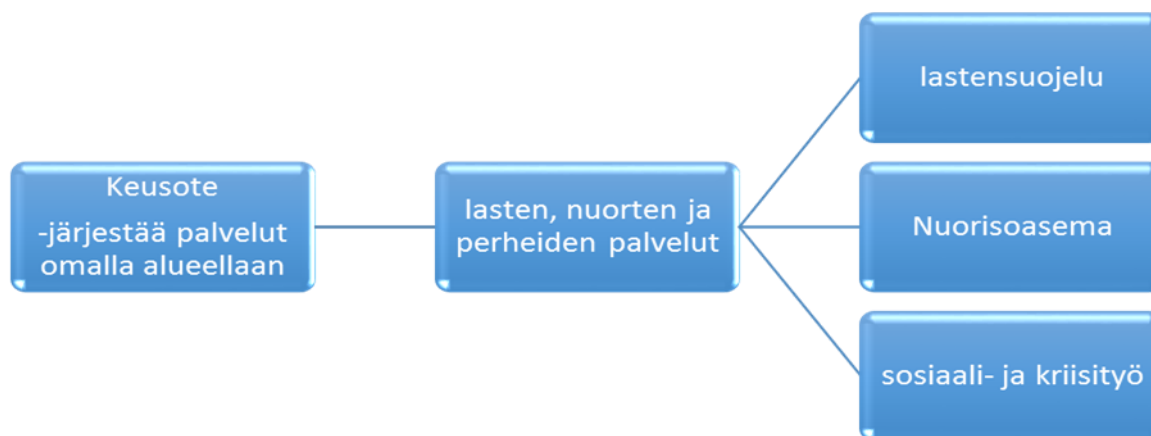 Keusote
-järjestää palvelut
omalla alueellaan
lasten, nuorten ja
perheiden palvelut
lastensuojelu
Nuorisoasema
sosiaali- ja kriisityö